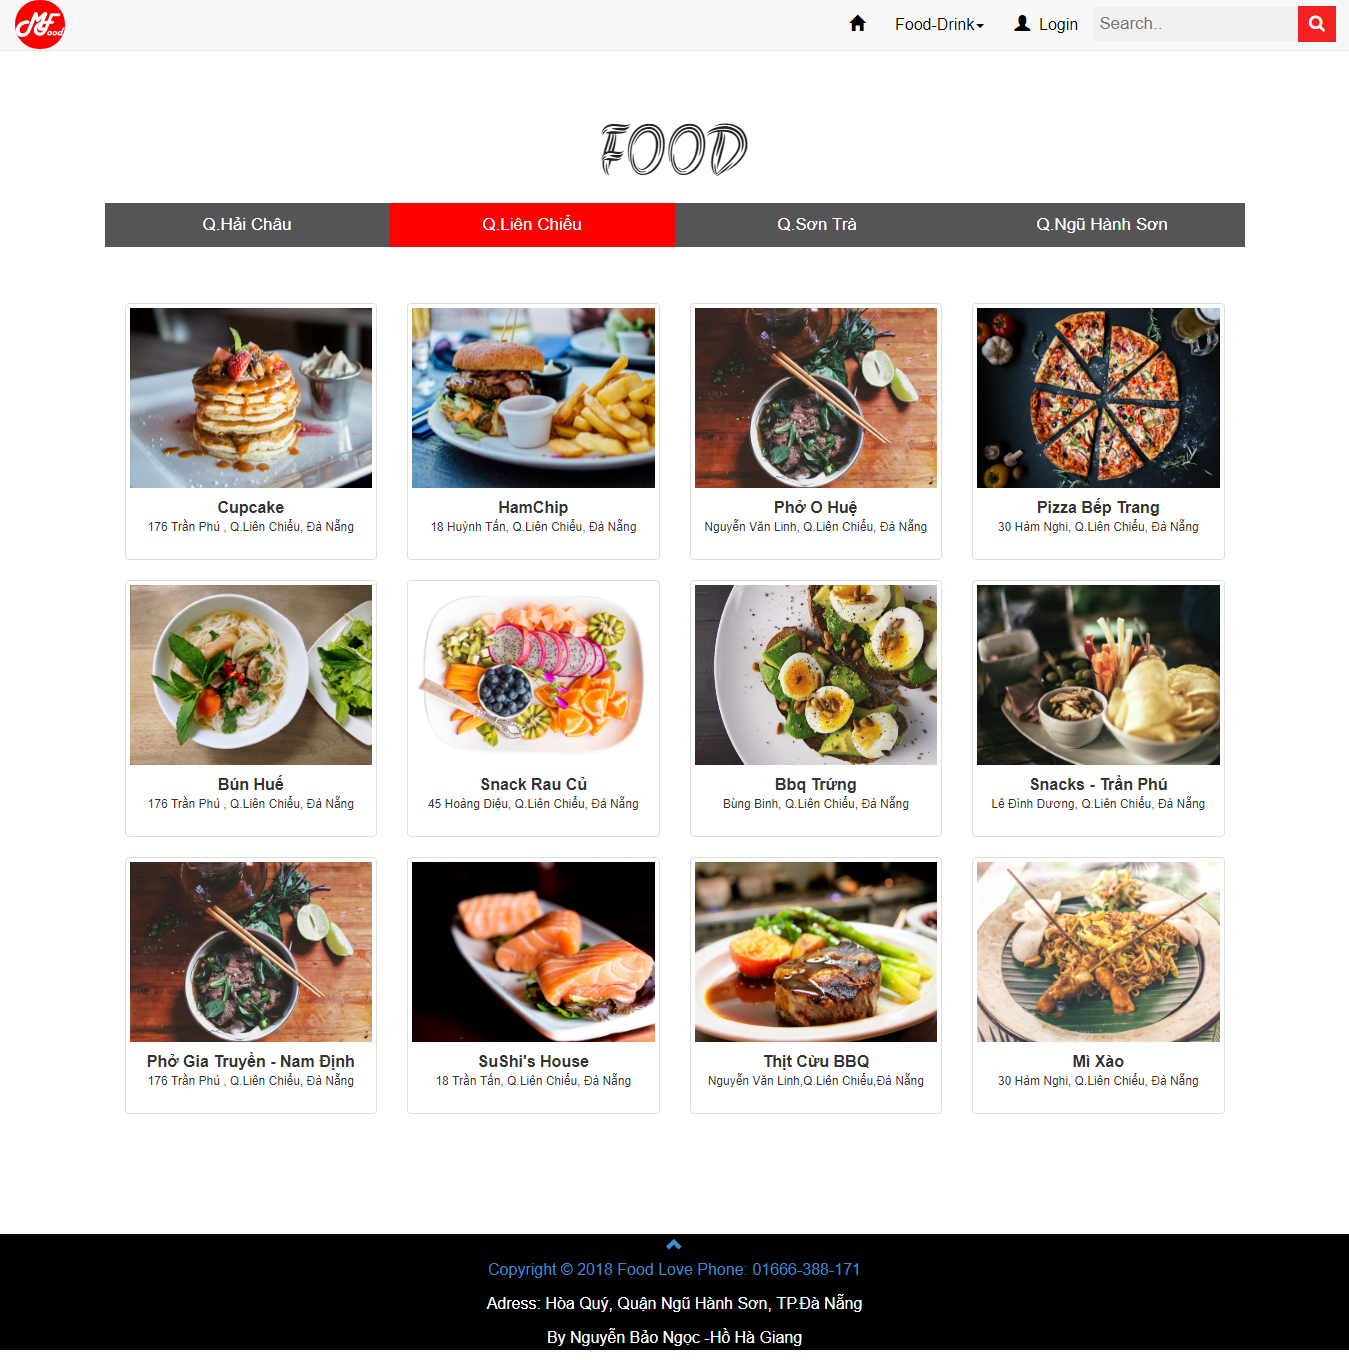 MF ood
Food-Drink
Login
Search..
FOOD
Q.Hải Châu
Q.Liên Chiểu
Q.Sơn Trà
Q.Ngũ Hành Sơn
Cupcake
176 Trần Phú , Q.Liên Chiểu, Đà Nẵng
HamChip
18 Huỳnh Tấn, Q.Liên Chiểu, Đà Nẵng
Phở O Huệ
Nguyễn Văn Linh, Q.Liên Chiểu, Đà Nẵng
Pizza Bếp Trang
30 Hàm Nghi, Q.Liên Chiểu, Đà Nẵng
Bún Huế
176 Trần Phú , Q.Liên Chiểu, Đà Nẵng
Snack Rau Củ
45 Hoàng Diệu, Q.Liên Chiểu, Đà Nẵng
Bbq Trứng
Bùng Binh, Q.Liên Chiểu, Đà Nẵng
Snacks - Trần Phú
Lê Đình Dương, Q.Liên Chiểu, Đà Nẵng
Phở Gia Truyền - Nam Định
176 Trần Phú , Q.Liên Chiểu, Đà Nẵng
SuShi's House
18 Trần Tấn, Q.Liên Chiểu, Đà Nẵng
Thịt Cừu BBQ
Nguyễn Văn Linh,Q.Liên Chiểu,Đà Nẵng
Mì Xào
30 Hàm Nghi, Q.Liên Chiểu, Đà Nẵng
Copyright © 2018 Food Love Phone: 01666-388-171
Adress: Hòa Quý, Quận Ngũ Hành Sơn, TP.Đà Nẵng
By Nguyễn Bảo Ngọc -Hồ Hà Giang